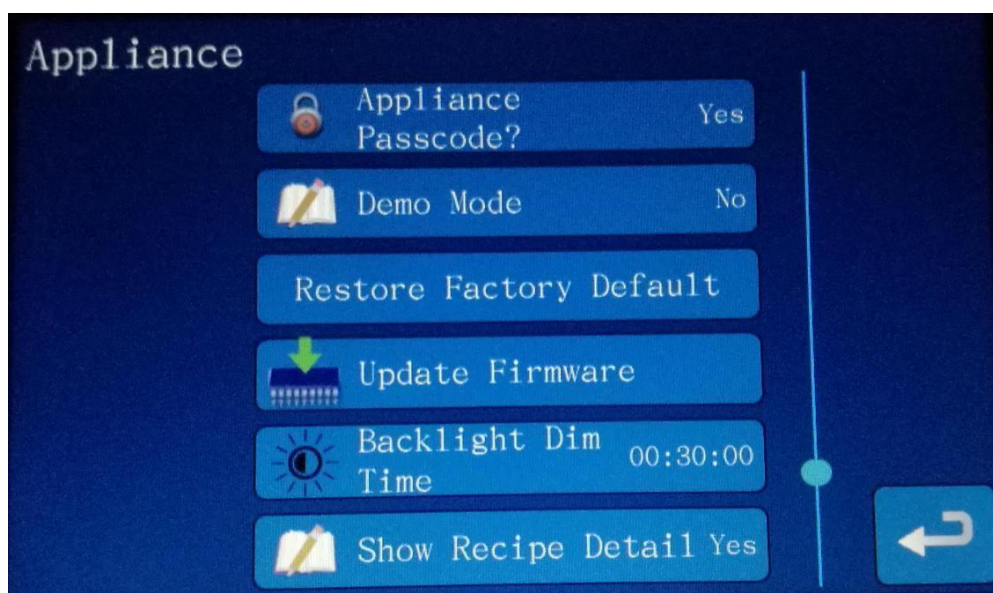 Appliance
Appliance
Passcode?
Yes
Demo Mode No
Restore Factory Default
Update Firmware
Backlight Dim
Time
00:30:00
Show Recipe Detail Yes